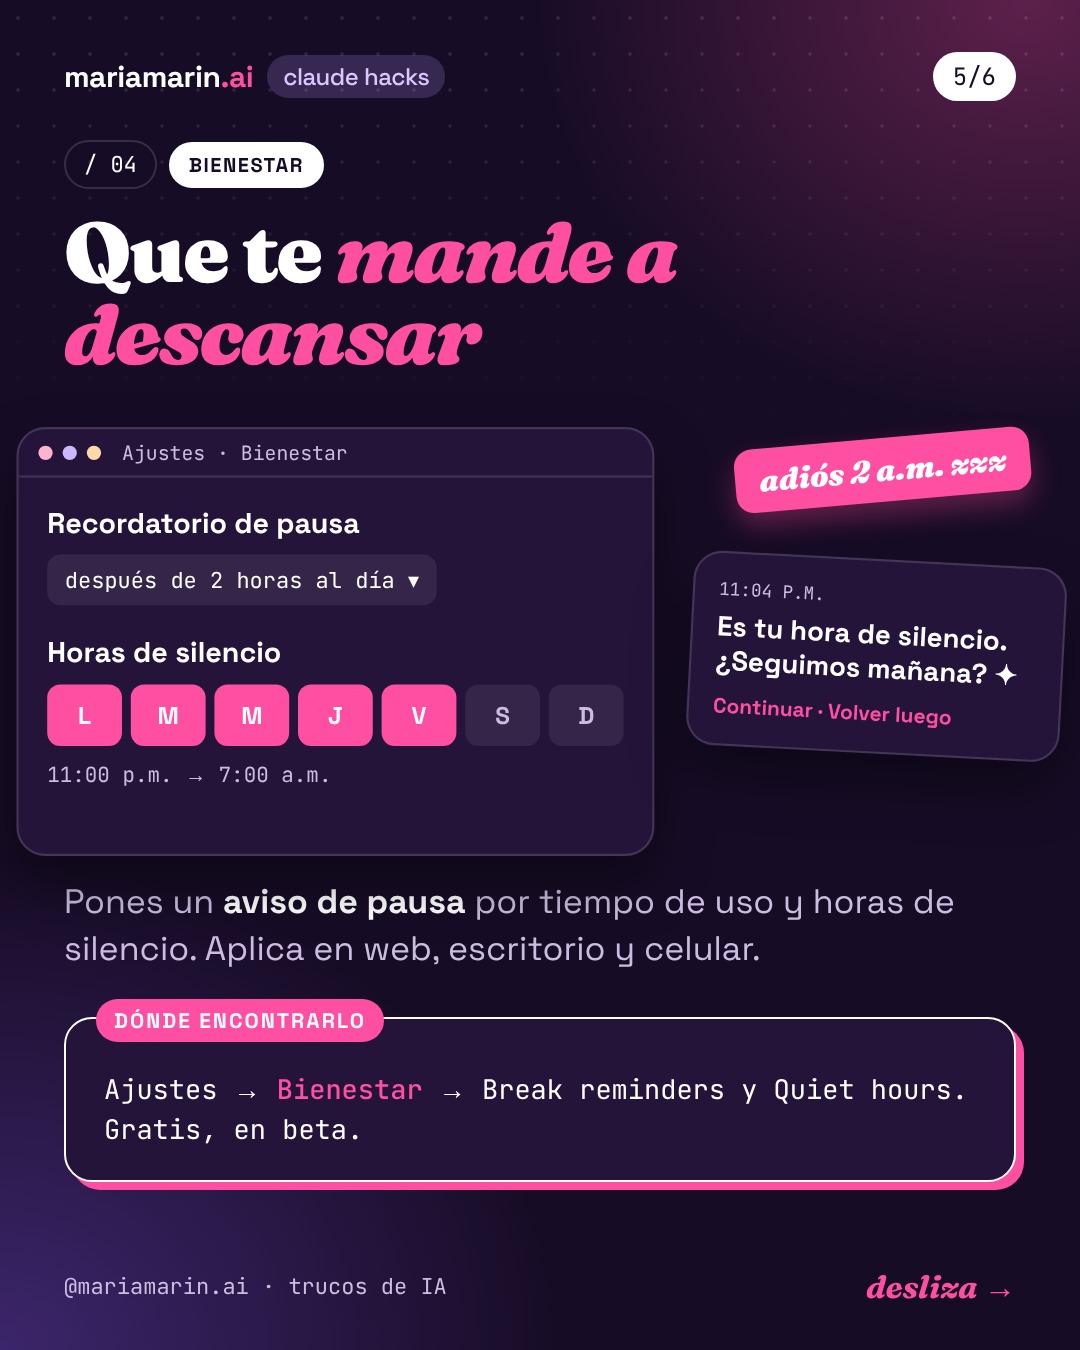 mariamarin.ai
claude hacks
5/6
/ 04
BIENESTAR
Que te mande a
descansar
Ajustes · Bienestar
Recordatorio de pausa
después de 2 horas al día ▾
Horas de silencio
L M M J V S D
11:00 p.m. → 7:00 a.m.
adiós 2 a.m. zzz
11:04 P.M.
Es tu hora de silencio.
¿Seguimos mañana? ✦
Continuar · Volver luego
Pones un aviso de pausa por tiempo de uso y horas de
silencio. Aplica en web, escritorio y celular.
DÓNDE ENCONTRARLO
Ajustes → Bienestar → Break reminders y Quiet hours.
Gratis, en beta.
@mariamarin.ai · trucos de IA
desliza →